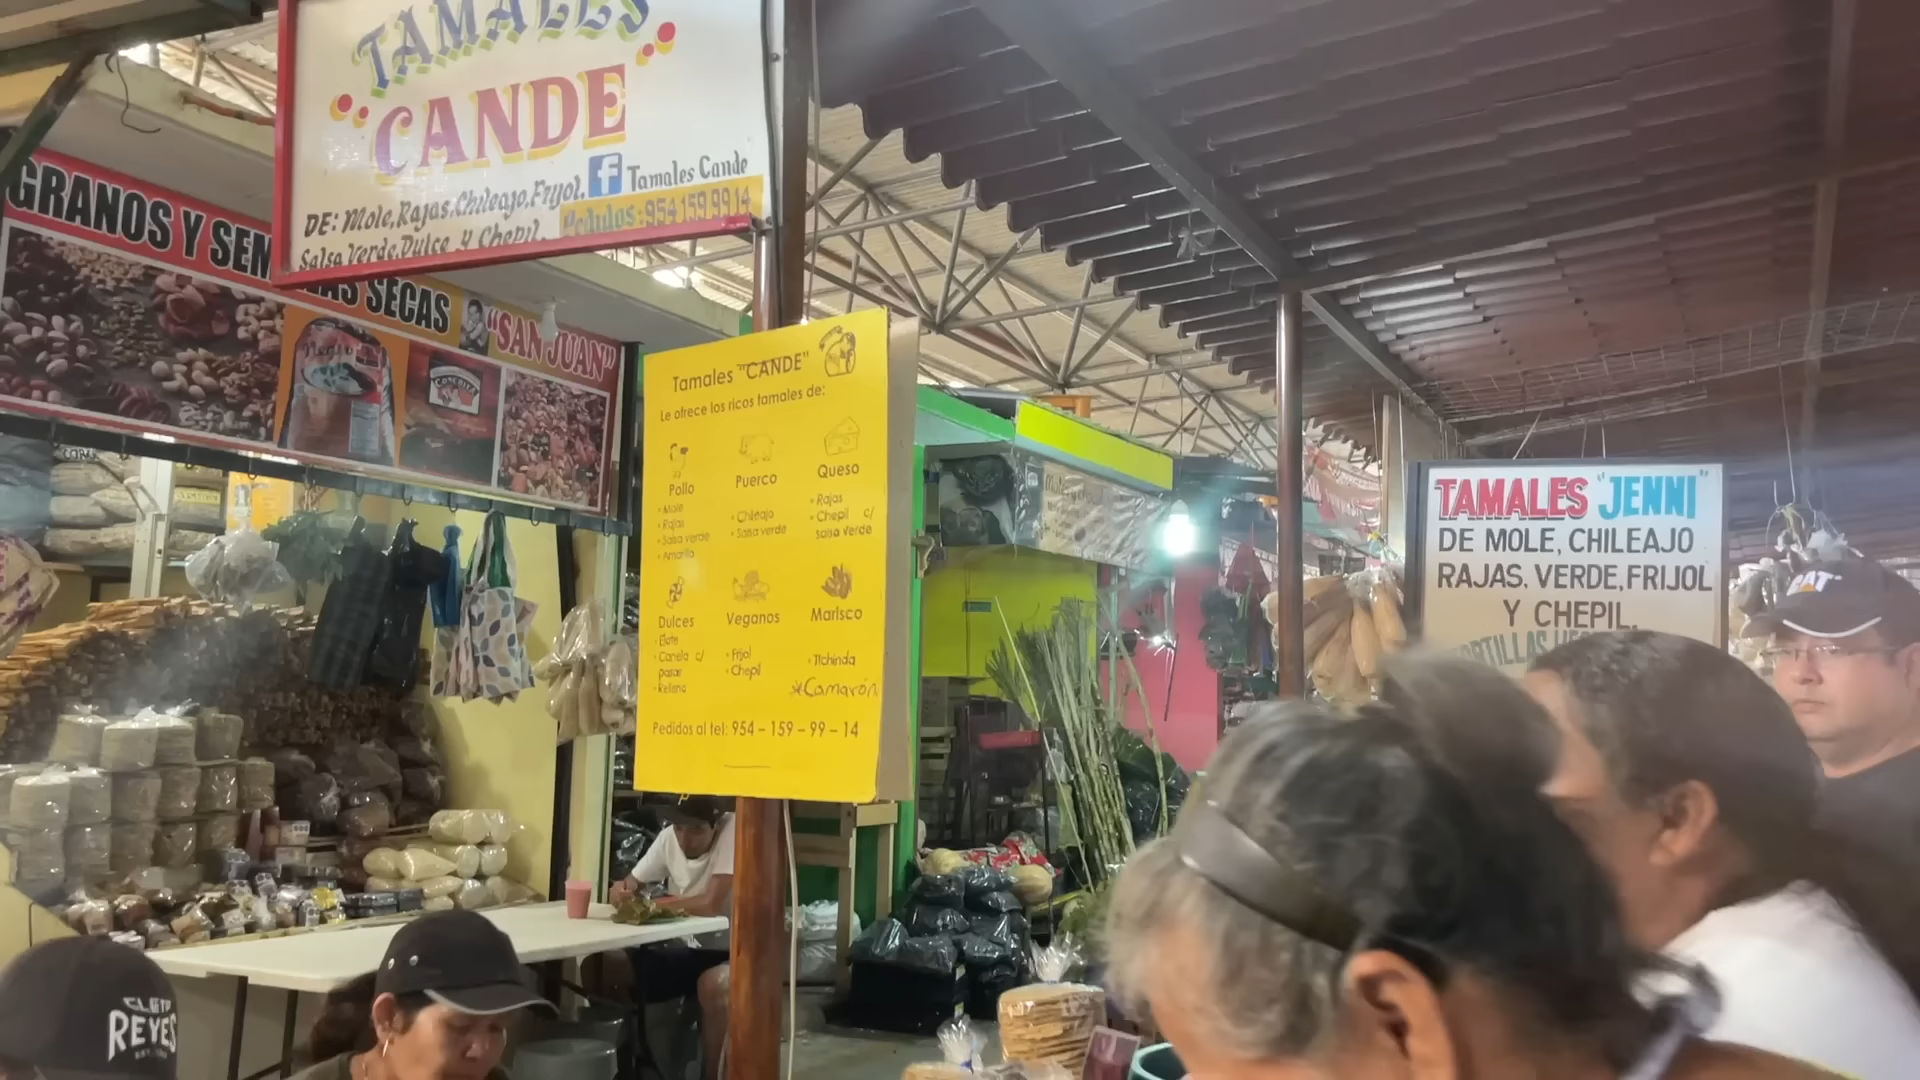 TAMALES
"CANDE"
DE: Mole, Rajas, Chileajo, Frijol,
Salsa Verde, Dulce y Chepil.
f Tamales Cande
Pedidos: 954 159 99 14
GRANOS Y SEM
AS SECAS
"SAN JUAN"
Negro
Tamales "CANDE"
Le ofrece los ricos tamales de:
Pollo
- Mole
- Rajas
- Salsa verde
- Amarillo
Puerco
- Chileajo
- Salsa verde
Queso
- Rajas
- Chepil c/
salsa verde
Dulces
- Elote
- Canela c/
pasas
- Relleno
Veganos
- Frijol
- Chepil
Marisco
- Tichinda
*Camarón
Pedidos al tel: 954 – 159 – 99 – 14
TAMALES "JENNI"
DE MOLE, CHILEAJO
RAJAS, VERDE, FRIJOL
Y CHEPIL.
CAT
CLETO
REYES